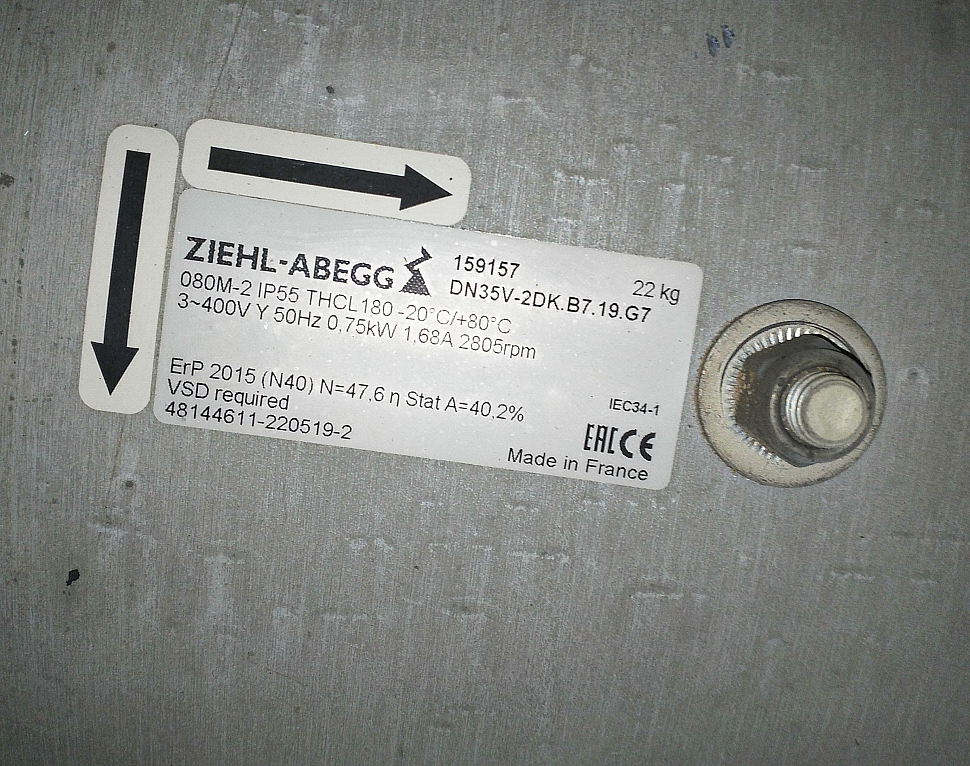 ZIEHL-ABEGG
159157
22 kg
DN35V-2DK.B7.19.G7
080M-2 IP55 THCL180 -20°C/+80°C
3~400V Y 50Hz 0,75kW 1,68A 2805rpm
ErP 2015 (N40) N=47,6 n Stat A=40,2%
VSD required
IEC34-1
48144611-220519-2
EAC CE
Made in France